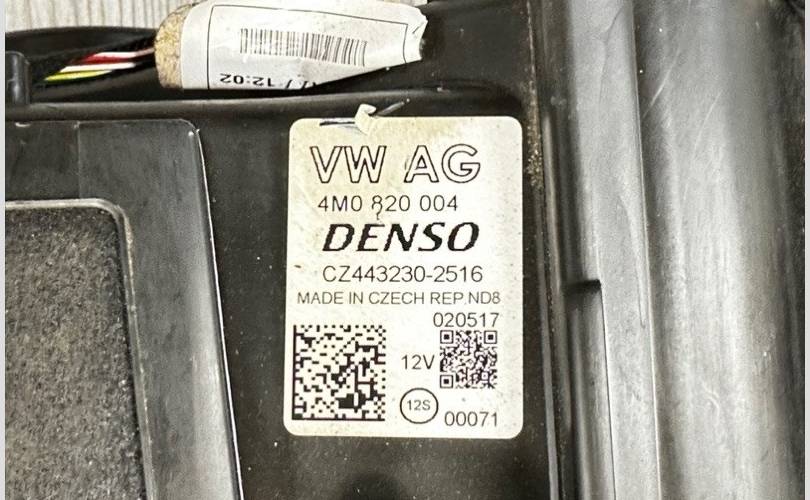 12:02
VW AG
4M0 820 004
DENSO
CZ443230-2516
MADE IN CZECH REP.ND8
020517
12V
12S
00071